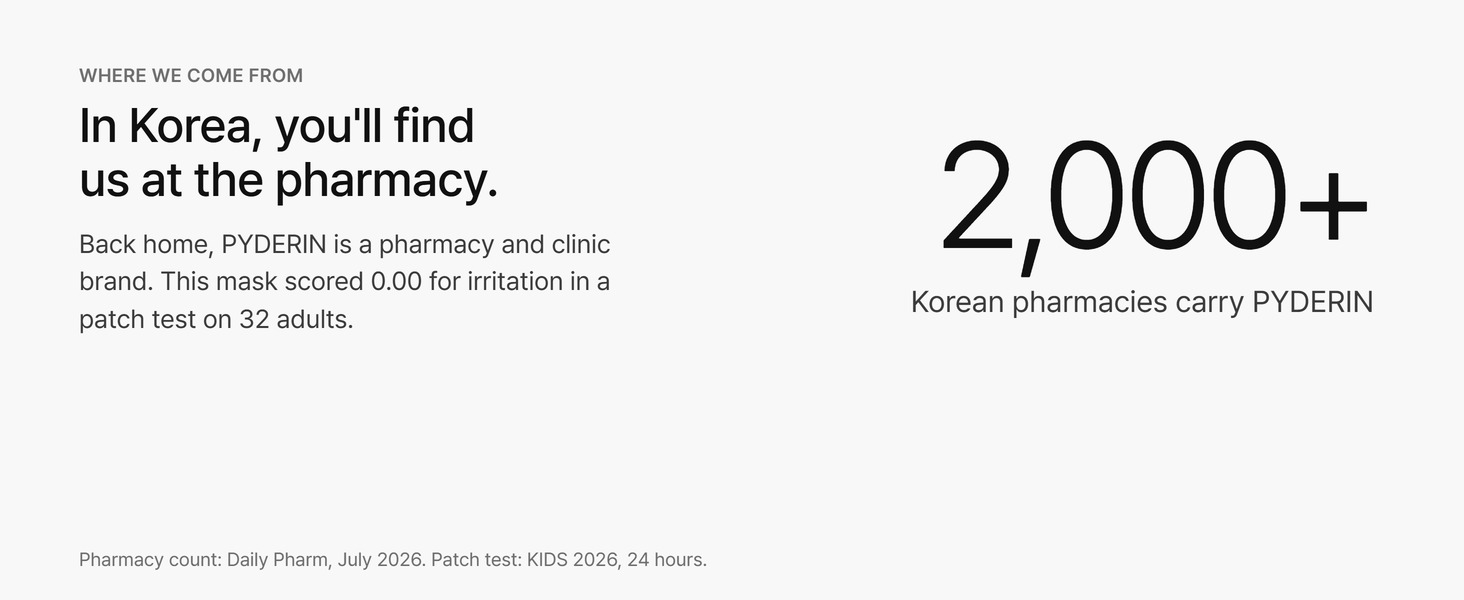 WHERE WE COME FROM
In Korea, you'll find
us at the pharmacy.
Back home, PYDERIN is a pharmacy and clinic
brand. This mask scored 0.00 for irritation in a
patch test on 32 adults.
2,000+
Korean pharmacies carry PYDERIN
Pharmacy count: Daily Pharm, July 2026. Patch test: KIDS 2026, 24 hours.